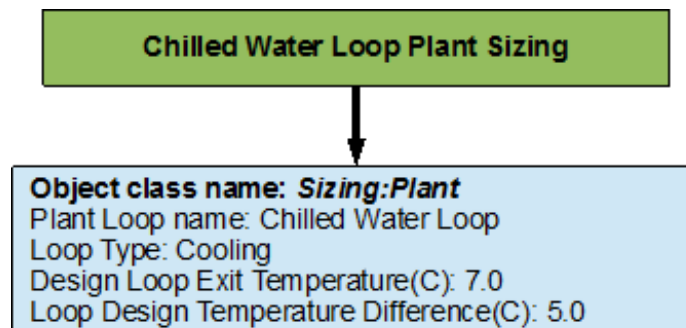 Chilled Water Loop Plant Sizing
Object class name: Sizing:Plant
Plant Loop name: Chilled Water Loop
Loop Type: Cooling
Design Loop Exit Temperature(C): 7.0
Loop Design Temperature Difference(C): 5.0